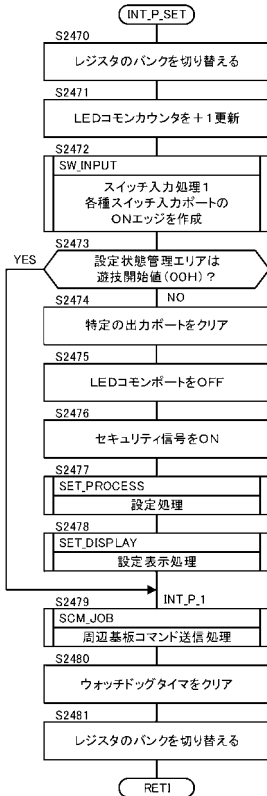 INT_P_SET
S2470
レジスタのバンクを切り替える
S2471
LEDコモンカウンタを＋1更新
S2472
SW_INPUT
スイッチ入力処理1
各種スイッチ入力ポートの
ONエッジを作成
S2473
YES
設定状態管理エリアは
遊技開始値(00H)？
NO
S2474
特定の出力ポートをクリア
S2475
LEDコモンポートをOFF
S2476
セキュリティ信号をON
S2477
SET_PROCESS
設定処理
S2478
SET_DISPLAY
設定表示処理
INT_P_1
S2479
SCM_JOB
周辺基板コマンド送信処理
S2480
ウォッチドッグタイマをクリア
S2481
レジスタのバンクを切り替える
RETI